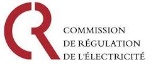 COMMISSION
DE RÉGULATION
DE L'ÉLECTRICITÉ